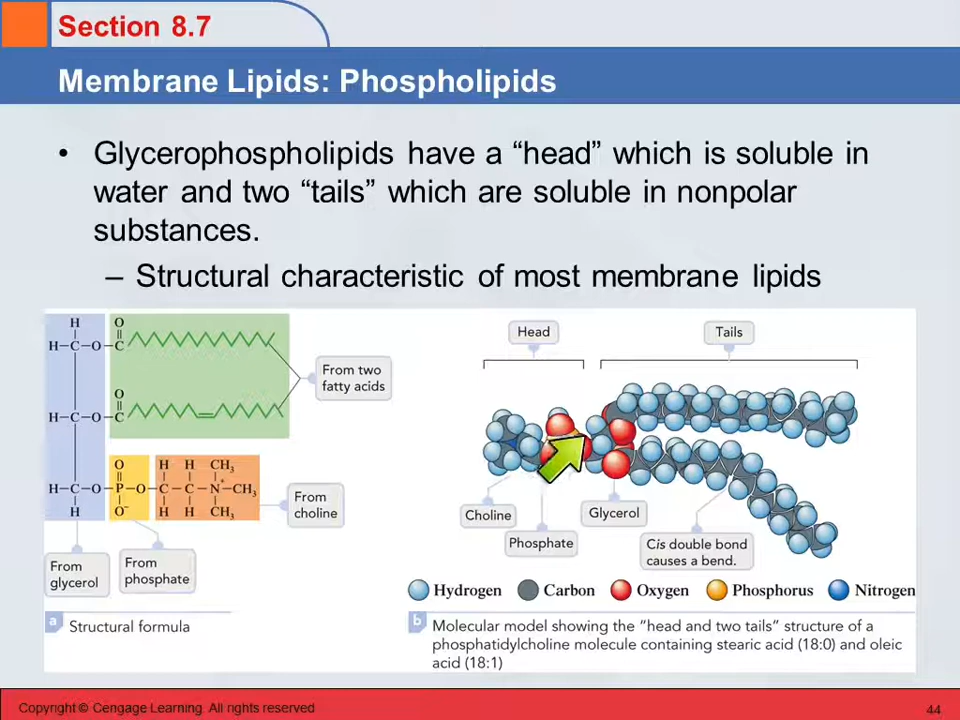 Section 8.7
Membrane Lipids: Phospholipids
• Glycerophospholipids have a “head” which is soluble in
water and two “tails” which are soluble in nonpolar
substances.
– Structural characteristic of most membrane lipids
H O
H–C–O–C
From two
fatty acids
O
H–C–O–C
O H H CH3
H–C–O–P–O–C–C–N–CH3
+
H O– H H CH3
From
choline
From
glycerol
From
phosphate
a Structural formula
Head
Tails
Choline
Phosphate
Glycerol
Cis double bond
causes a bend.
Hydrogen Carbon Oxygen Phosphorus Nitrogen
b Molecular model showing the “head and two tails” structure of a
phosphatidylcholine molecule containing stearic acid (18:0) and oleic
acid (18:1)
Copyright © Cengage Learning. All rights reserved
44